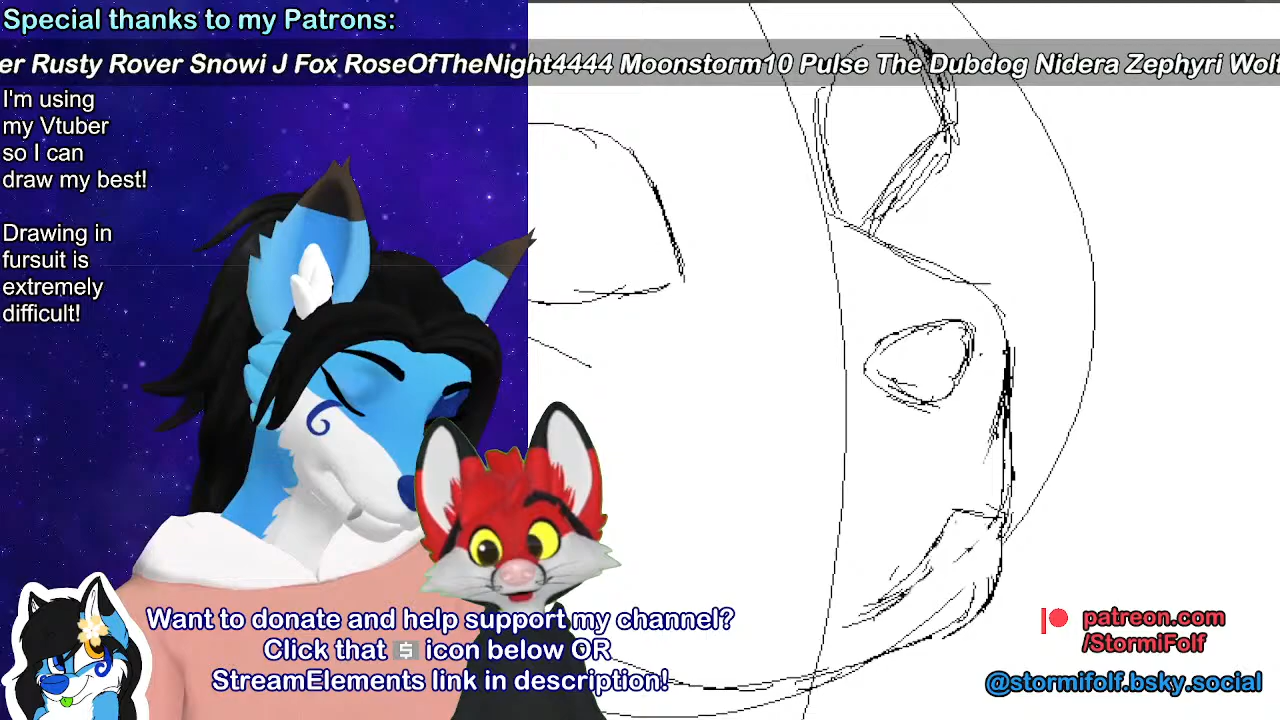 Special thanks to my Patrons:
er Rusty Rover Snowi J Fox RoseOfTheNight4444 Moonstorm10 Pulse The Dubdog Nidera Zephyri Wolf
I'm using
my Vtuber
so I can
draw my best!
Drawing in
fursuit is
extremely
difficult!
Want to donate and help support my channel?
Click that $ icon below OR
StreamElements link in description!
patreon.com
/StormiFolf
@stormifolf.bsky.social